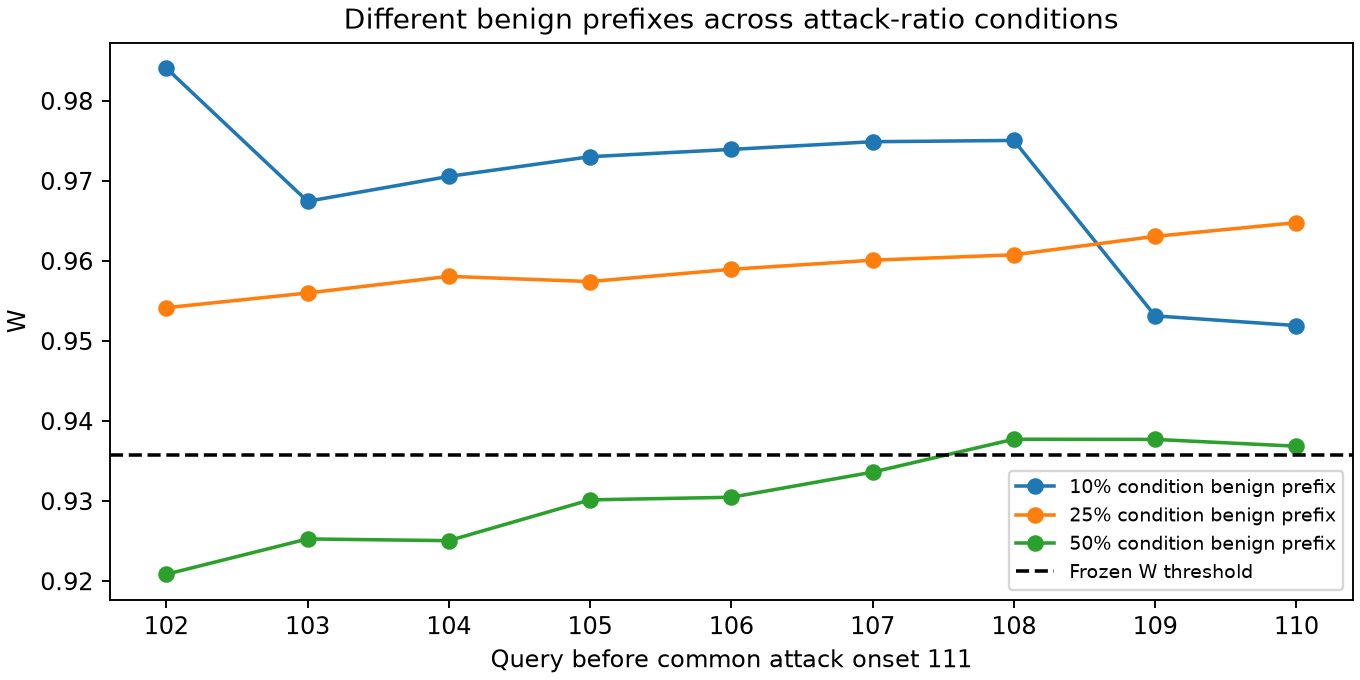 Different benign prefixes across attack-ratio conditions
W
0.98
0.97
0.96
0.95
0.94
0.93
0.92
10% condition benign prefix
25% condition benign prefix
50% condition benign prefix
Frozen W threshold
102 103 104 105 106 107 108 109 110
Query before common attack onset 111